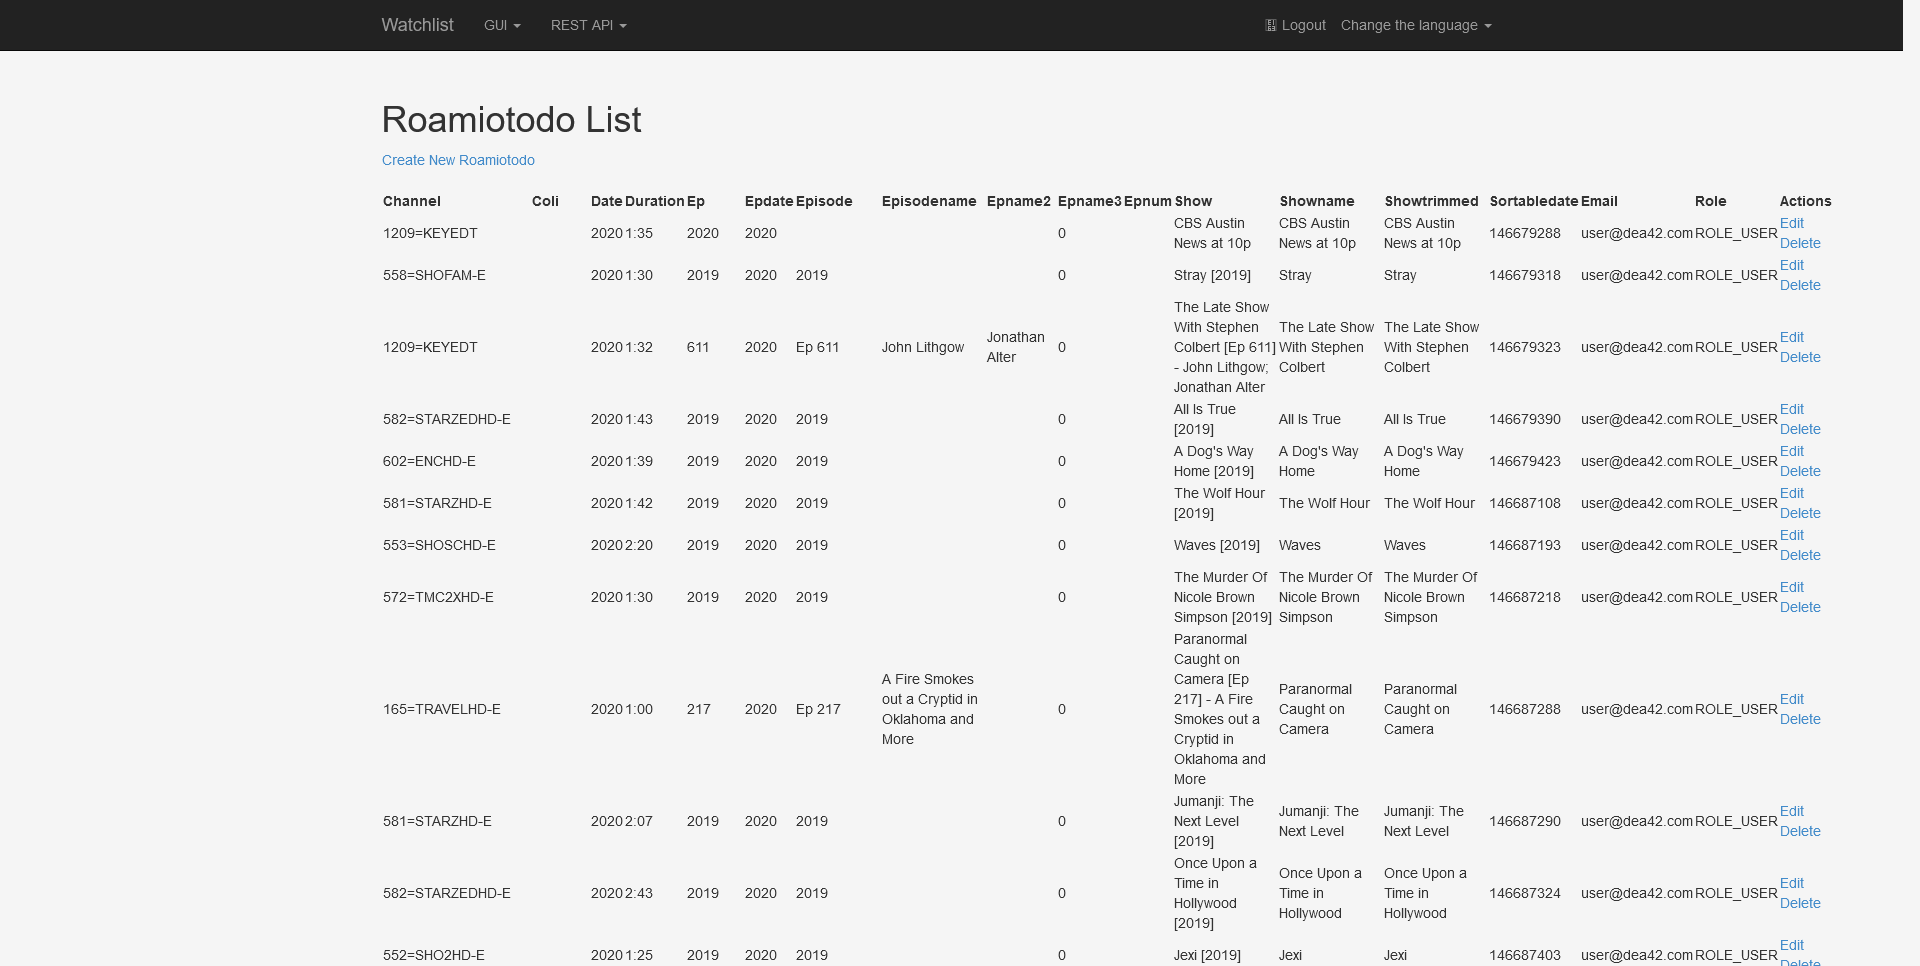 Watchlist GUI REST API Logout Change the language
Roamiotodo List
Create New Roamiotodo
Channel Coli Date Duration Ep Epdate Episode Episodename Epname2 Epname3 Epnum Show Showname Showtrimmed Sortabledate Email Role Actions
1209=KEYEDT 2020 1:35 2020 2020 0 CBS Austin News at 10p CBS Austin News at 10p CBS Austin News at 10p 146679288 user@dea42.com ROLE_USER Edit Delete
558=SHOFAM-E 2020 1:30 2019 2020 2019 0 Stray [2019] Stray Stray 146679318 user@dea42.com ROLE_USER Edit Delete
1209=KEYEDT 2020 1:32 611 2020 Ep 611 John Lithgow Jonathan Alter 0 The Late Show With Stephen Colbert [Ep 611] - John Lithgow; Jonathan Alter The Late Show With Stephen Colbert The Late Show With Stephen Colbert 146679323 user@dea42.com ROLE_USER Edit Delete
582=STARZEDHD-E 2020 1:43 2019 2020 2019 0 All Is True [2019] All Is True All Is True 146679390 user@dea42.com ROLE_USER Edit Delete
602=ENCHD-E 2020 1:39 2019 2020 2019 0 A Dog's Way Home [2019] A Dog's Way Home A Dog's Way Home 146679423 user@dea42.com ROLE_USER Edit Delete
581=STARZHD-E 2020 1:42 2019 2020 2019 0 The Wolf Hour [2019] The Wolf Hour The Wolf Hour 146687108 user@dea42.com ROLE_USER Edit Delete
553=SHOSCHD-E 2020 2:20 2019 2020 2019 0 Waves [2019] Waves Waves 146687193 user@dea42.com ROLE_USER Edit Delete
572=TMC2XHD-E 2020 1:30 2019 2020 2019 0 The Murder Of Nicole Brown Simpson [2019] The Murder Of Nicole Brown Simpson The Murder Of Nicole Brown Simpson 146687218 user@dea42.com ROLE_USER Edit Delete
165=TRAVELHD-E 2020 1:00 217 2020 Ep 217 A Fire Smokes out a Cryptid in Oklahoma and More 0 Paranormal Caught on Camera [Ep 217] - A Fire Smokes out a Cryptid in Oklahoma and More Paranormal Caught on Camera Paranormal Caught on Camera 146687288 user@dea42.com ROLE_USER Edit Delete
581=STARZHD-E 2020 2:07 2019 2020 2019 0 Jumanji: The Next Level [2019] Jumanji: The Next Level Jumanji: The Next Level 146687290 user@dea42.com ROLE_USER Edit Delete
582=STARZEDHD-E 2020 2:43 2019 2020 2019 0 Once Upon a Time in Hollywood [2019] Once Upon a Time in Hollywood Once Upon a Time in Hollywood 146687324 user@dea42.com ROLE_USER Edit Delete
552=SHO2HD-E 2020 1:25 2019 2020 2019 0 Jexi [2019] Jexi Jexi 146687403 user@dea42.com ROLE_USER Edit Delete